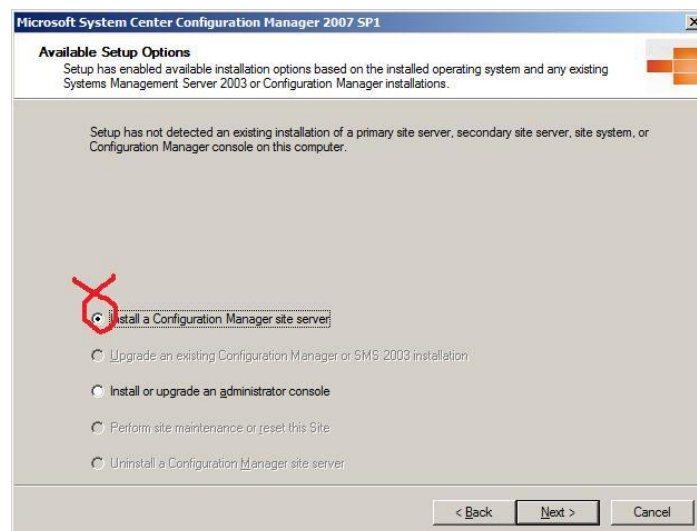 Microsoft System Center Configuration Manager 2007 SP1
Available Setup Options
Setup has enabled available installation options based on the installed operating system and any existing
Systems Management Server 2003 or Configuration Manager installations.
Setup has not detected an existing installation of a primary site server, secondary site server, site system, or
Configuration Manager console on this computer.
Install a Configuration Manager site server
Upgrade an existing Configuration Manager or SMS 2003 installation
Install or upgrade an administrator console
Perform site maintenance or reset this Site
Uninstall a Configuration Manager site server
< Back
Next >
Cancel